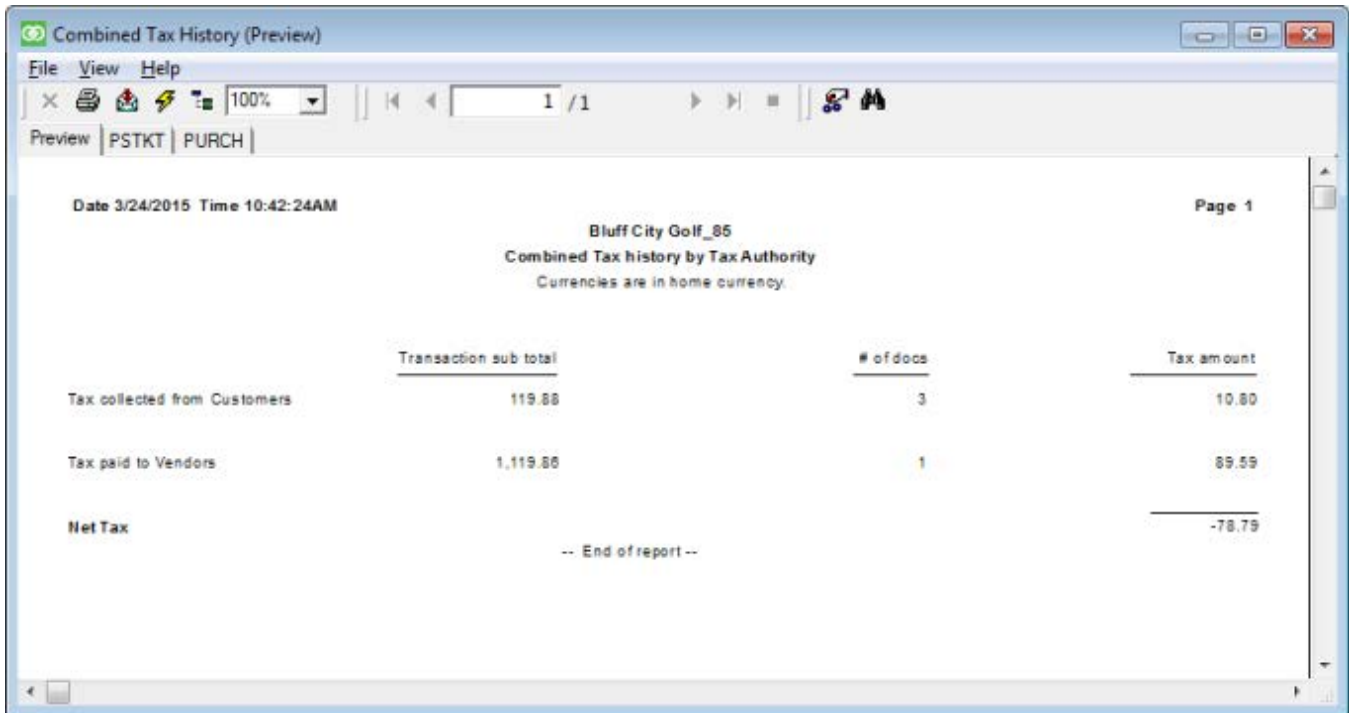 Combined Tax History (Preview)
File View Help
100% 1 /1
Preview PSTKT PURCH
Date 3/24/2015 Time 10:42:24AM Page 1
Bluff City Golf_85
Combined Tax history by Tax Authority
Currencies are in home currency.
Transaction sub total # of docs Tax amount
Tax collected from Customers 119.88 3 10.80
Tax paid to Vendors 1,119.86 1 89.59
Net Tax -78.79
-- End of report --